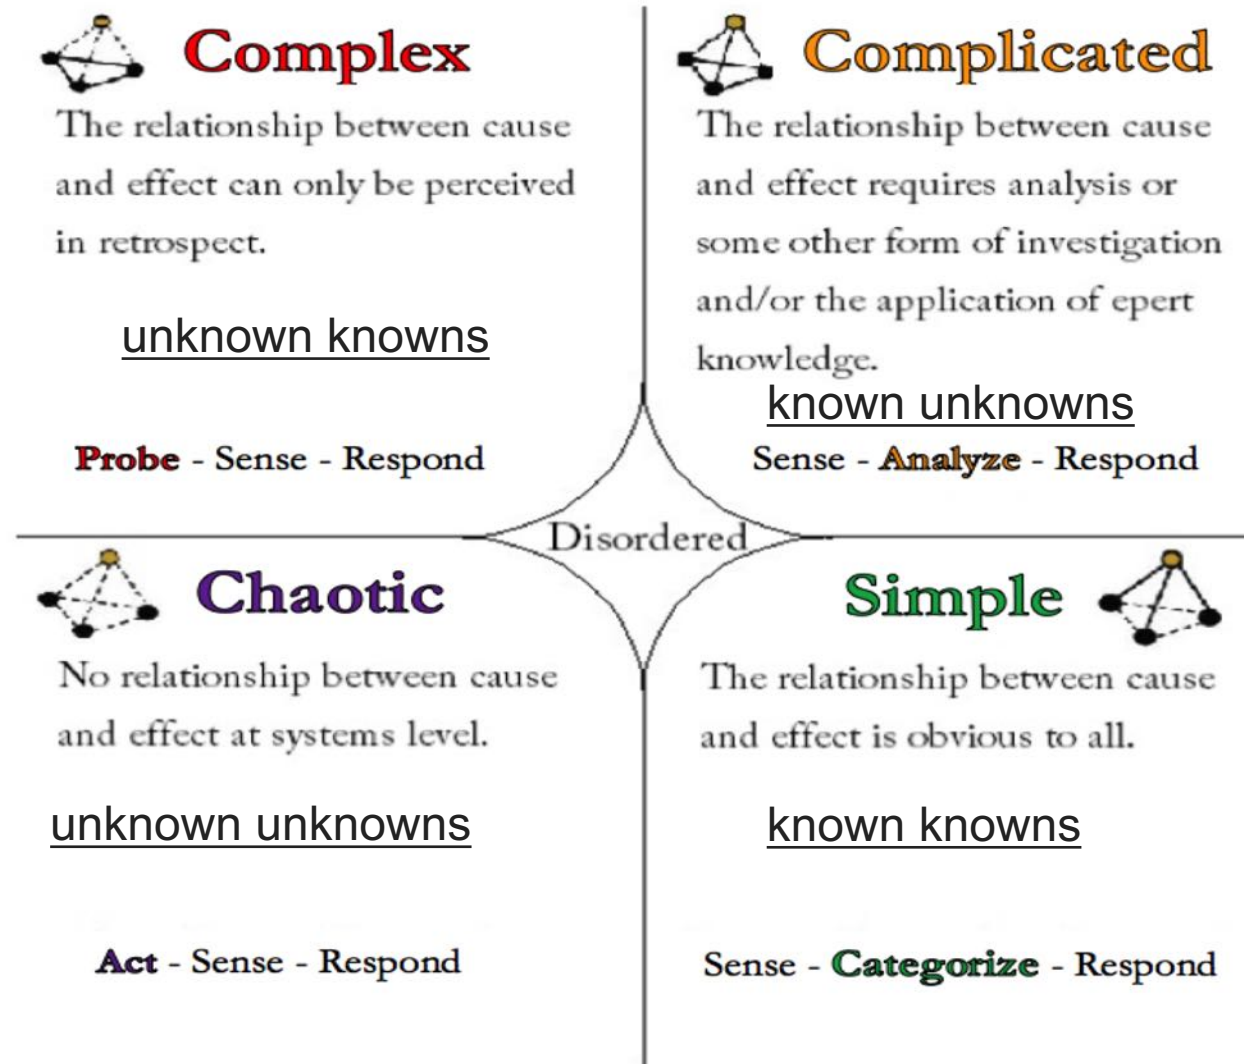 Complex
The relationship between cause
and effect can only be perceived
in retrospect.
unknown knowns
Probe - Sense - Respond
Complicated
The relationship between cause
and effect requires analysis or
some other form of investigation
and/or the application of epert
knowledge.
known unknowns
Sense - Analyze - Respond
Disordered
Chaotic
No relationship between cause
and effect at systems level.
unknown unknowns
Act - Sense - Respond
Simple
The relationship between cause
and effect is obvious to all.
known knowns
Sense - Categorize - Respond